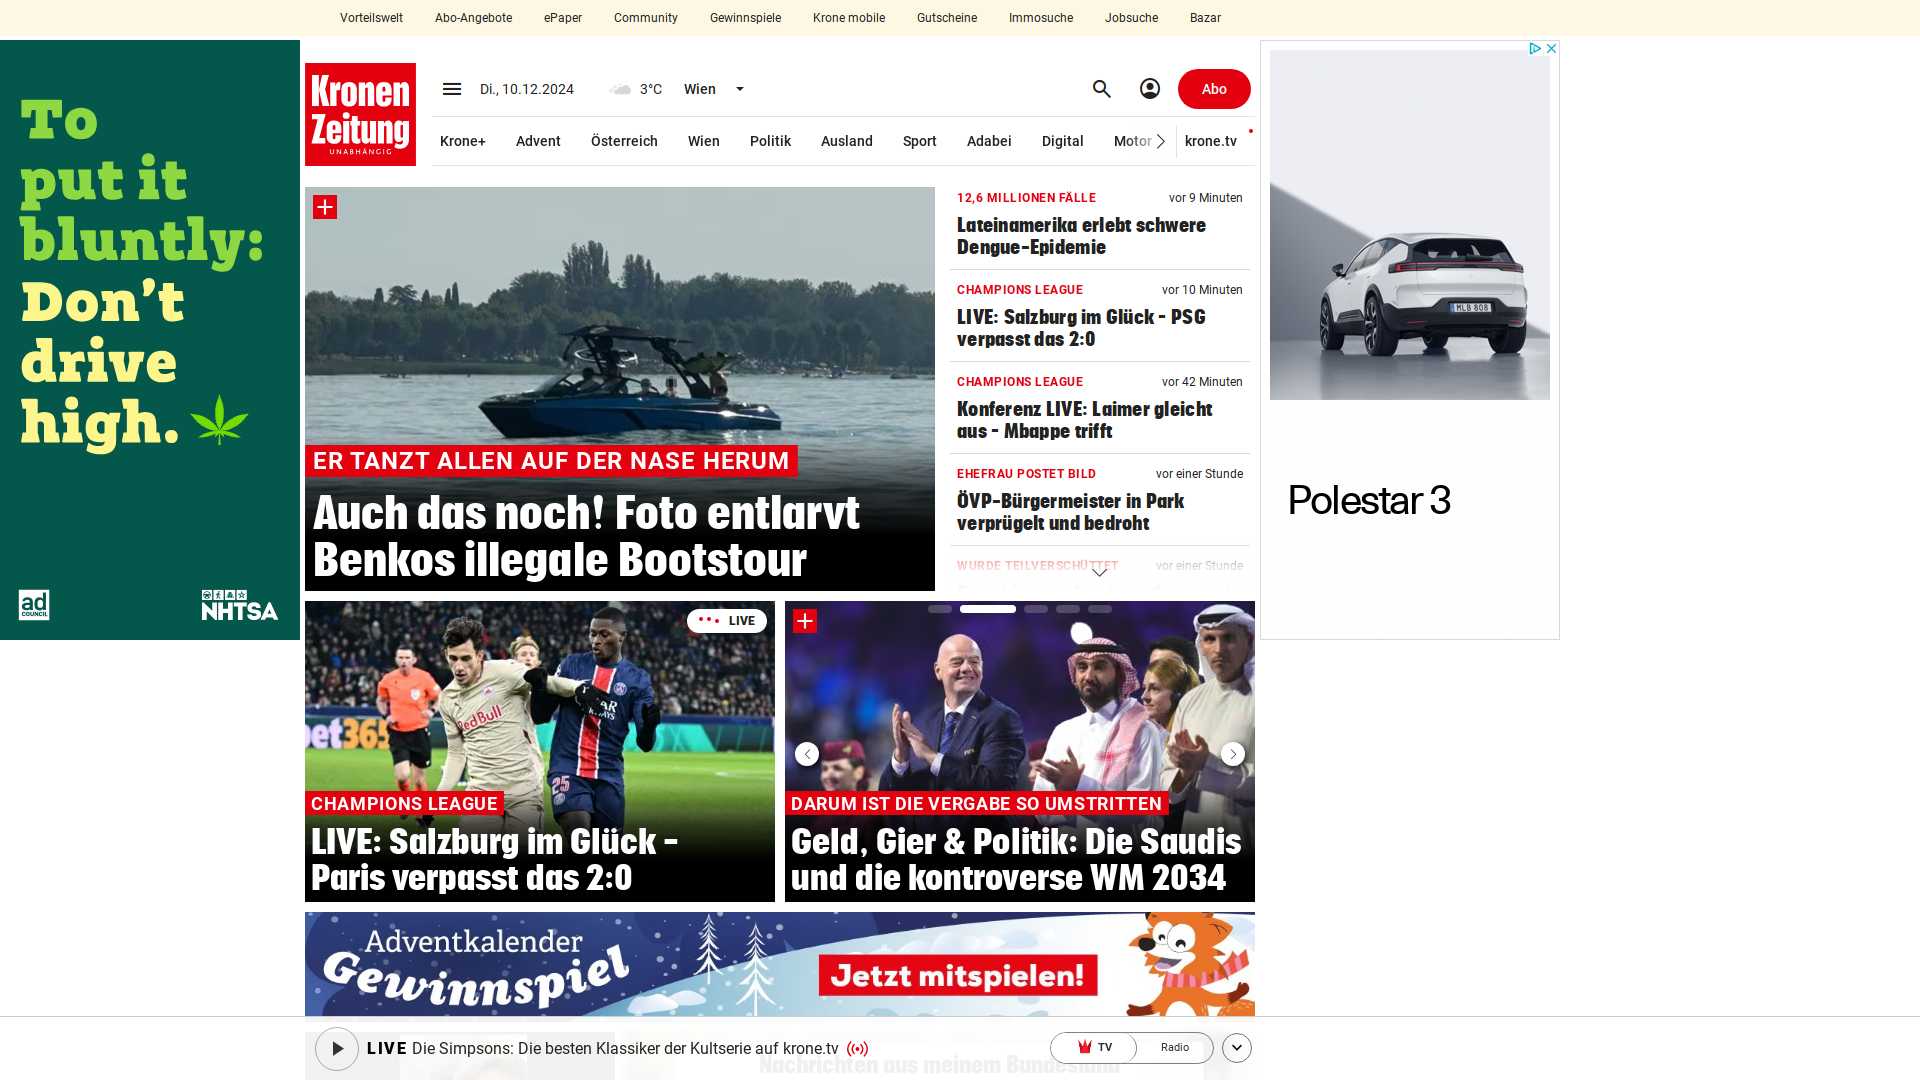 Vorteilswelt
Abo-Angebote
ePaper
Community
Gewinnspiele
Krone mobile
Gutscheine
Immosuche
Jobsuche
Bazar
To
put it
bluntly:
Don't
drive
high.
ad
COUNCIL
NHTSA
Kronen
Zeitung
UNABHÄNGIG
Di., 10.12.2024
3°C
Wien
Abo
Krone+
Advent
Österreich
Wien
Politik
Ausland
Sport
Adabei
Digital
Motor
krone.tv
ER TANZT ALLEN AUF DER NASE HERUM
Auch das noch! Foto entlarvt
Benkos illegale Bootstour
12,6 MILLIONEN FÄLLE
vor 9 Minuten
Lateinamerika erlebt schwere
Dengue-Epidemie
CHAMPIONS LEAGUE
vor 10 Minuten
LIVE: Salzburg im Glück - PSG
verpasst das 2:0
CHAMPIONS LEAGUE
vor 42 Minuten
Konferenz LIVE: Laimer gleicht
aus - Mbappe trifft
EHEFRAU POSTET BILD
vor einer Stunde
ÖVP-Bürgermeister in Park
verprügelt und bedroht
WURDE TEILVERSCHÜTTET
vor einer Stunde
MLB 808
Polestar 3
LIVE
bet365
RedBull
PARIS
25
CHAMPIONS LEAGUE
LIVE: Salzburg im Glück -
Paris verpasst das 2:0
DARUM IST DIE VERGABE SO UMSTRITTEN
Geld, Gier & Politik: Die Saudis
und die kontroverse WM 2034
Adventkalender
Gewinnspiel
Jetzt mitspielen!
LIVE Die Simpsons: Die besten Klassiker der Kultserie auf krone.tv
TV
Radio
Nachrichten aus meinem Bundesland